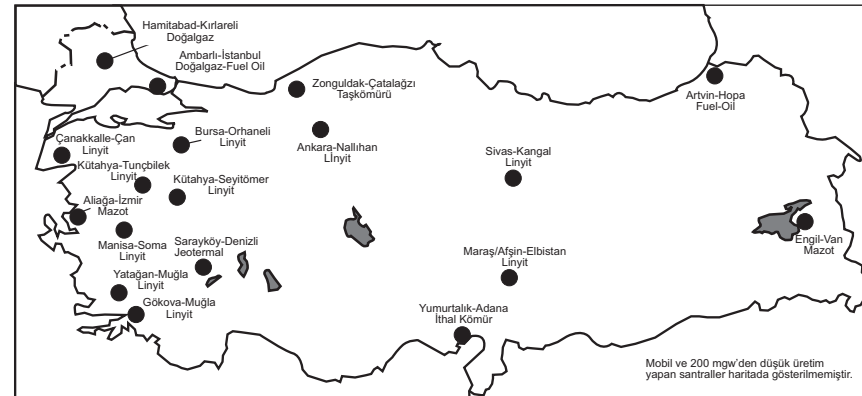 Hamitabad-Kırlareli
Doğalgaz
Ambarlı-İstanbul
Doğalgaz-Fuel Oil
Zonguldak-Çatalağzı
Taşkömürü
Artvin-Hopa
Fuel-Oil
Çanakkalle-Çan
Linyit
Bursa-Orhaneli
Linyit
Ankara-Nallıhan
Lİnyit
Sivas-Kangal
Linyit
Kütahya-Tunçbilek
Linyit
Kütahya-Seyitömer
Linyit
Aliağa-İzmir
Mazot
Manisa-Soma
Linyit
Sarayköy-Denizli
Jeotermal
Engil-Van
Mazot
Maraş/Afşin-Elbistan
Linyit
Yatağan-Muğla
Linyit
Gökova-Muğla
Linyit
Yumurtalık-Adana
İthal Kömür
Mobil ve 200 mgw'den düşük üretim
yapan santraller haritada gösterilmemiştir.